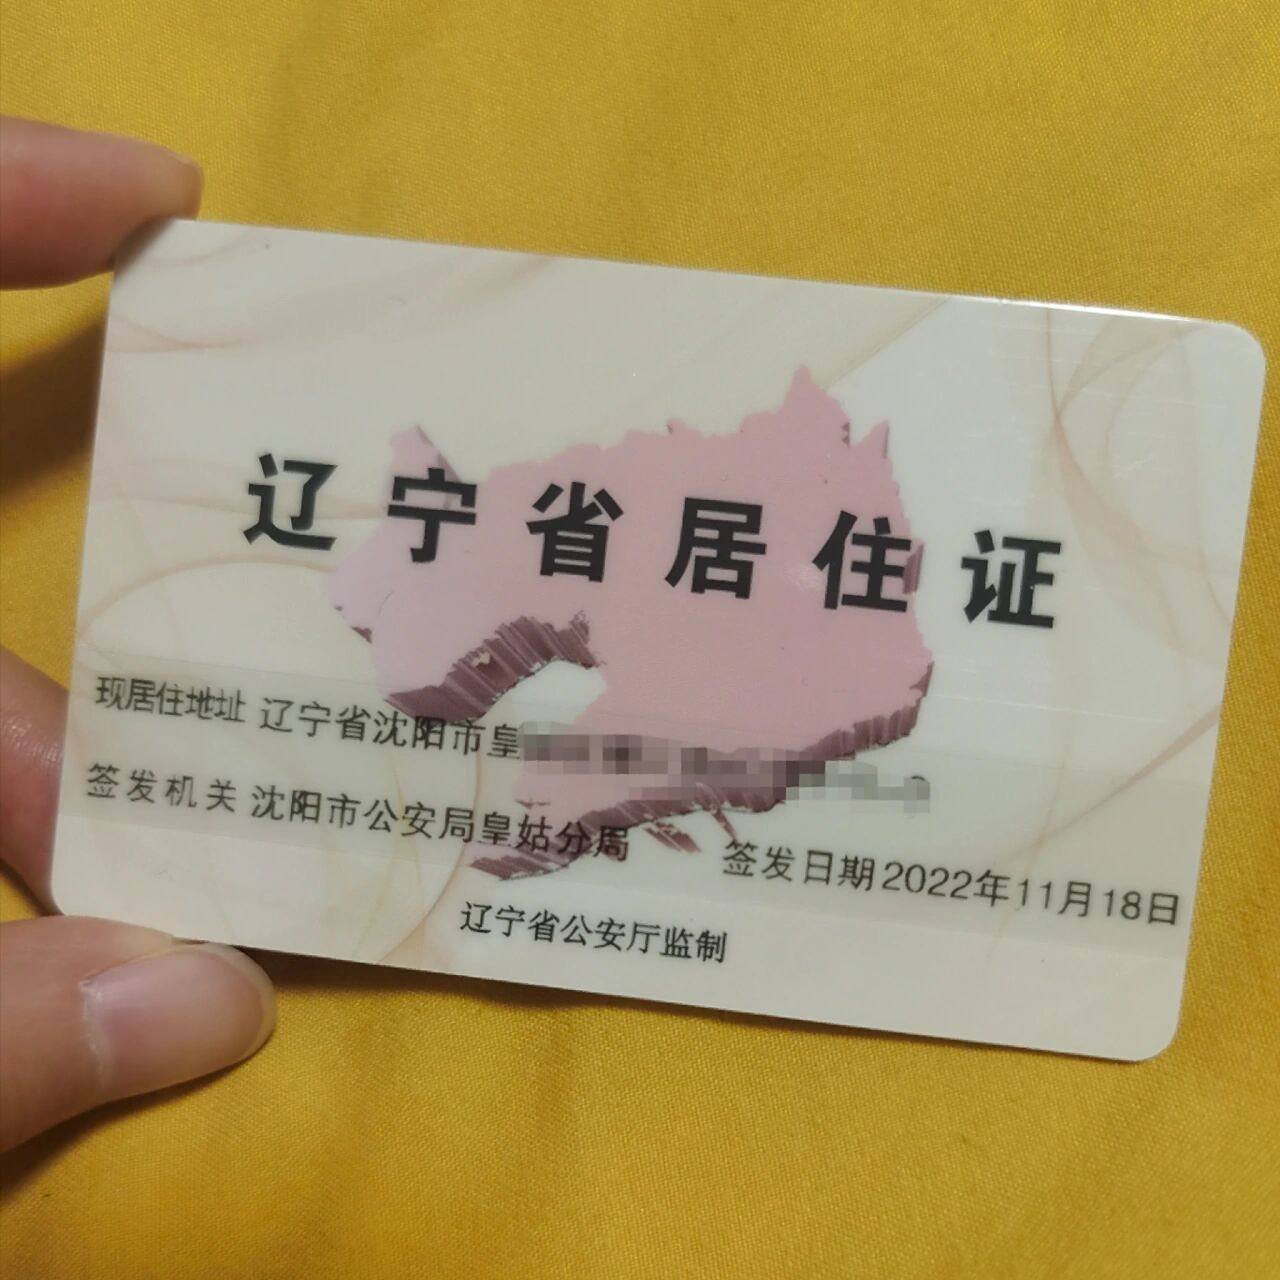 辽宁省居住证
现居住地址 辽宁省沈阳市皇
签发机关 沈阳市公安局皇姑分局
签发日期2022年11月18日
辽宁省公安厅监制